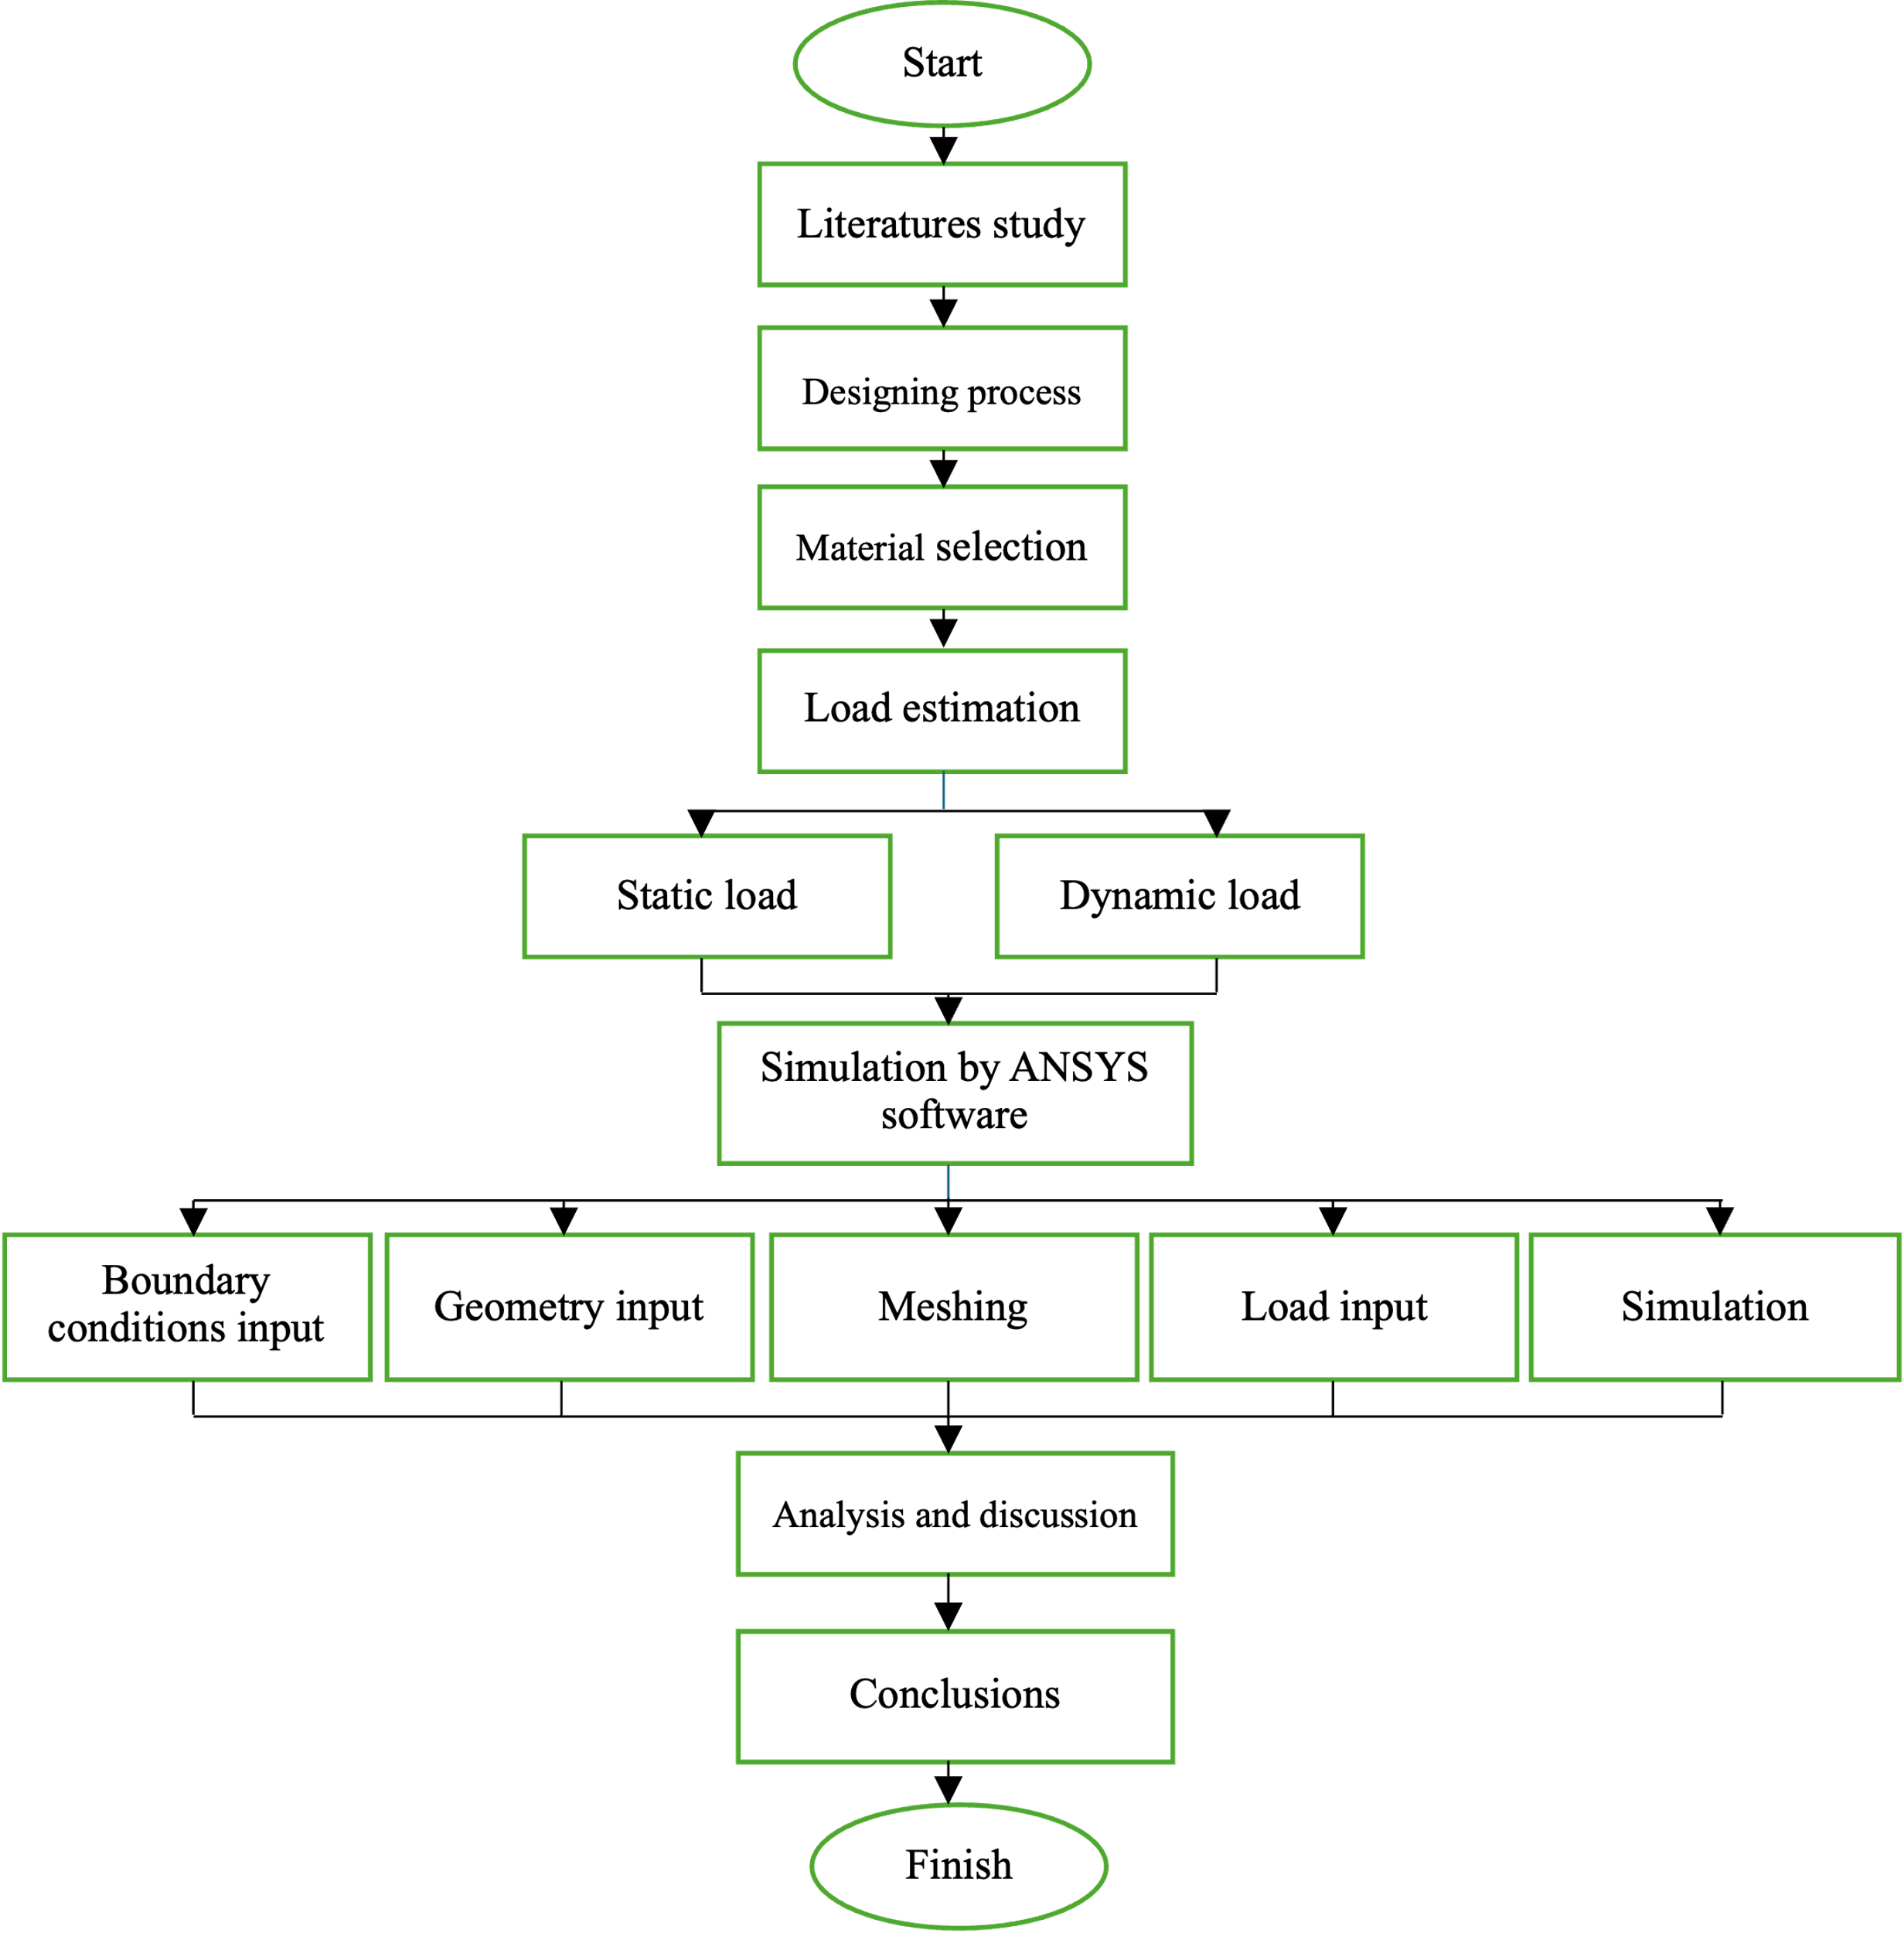 Start
Literatures study
Designing process
Material selection
Load estimation
Static load
Dynamic load
Simulation by ANSYS
software
Boundary
conditions input
Geometry input
Meshing
Load input
Simulation
Analysis and discussion
Conclusions
Finish